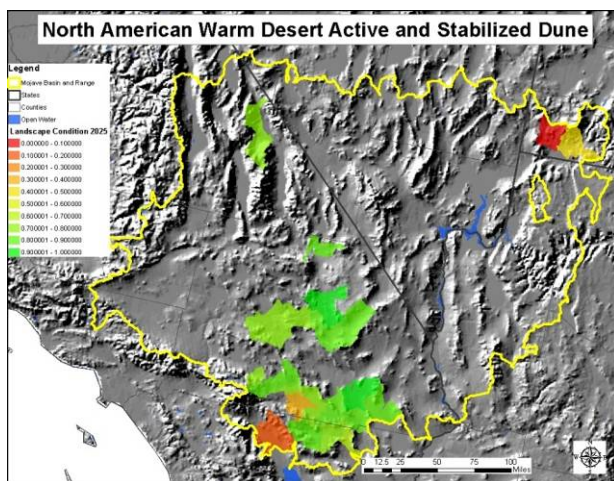 North American Warm Desert Active and Stabilized Dune
Legend
Mojave Basin and Range
States
Counties
Open Water
Landscape Condition 2025
0.000000 - 0.100000
0.100001 - 0.200000
0.200001 - 0.300000
0.300001 - 0.400000
0.400001 - 0.500000
0.500001 - 0.600000
0.600001 - 0.700000
0.700001 - 0.800000
0.800001 - 0.900000
0.900001 - 1.000000
0 12.5 25 50 75 100
Miles